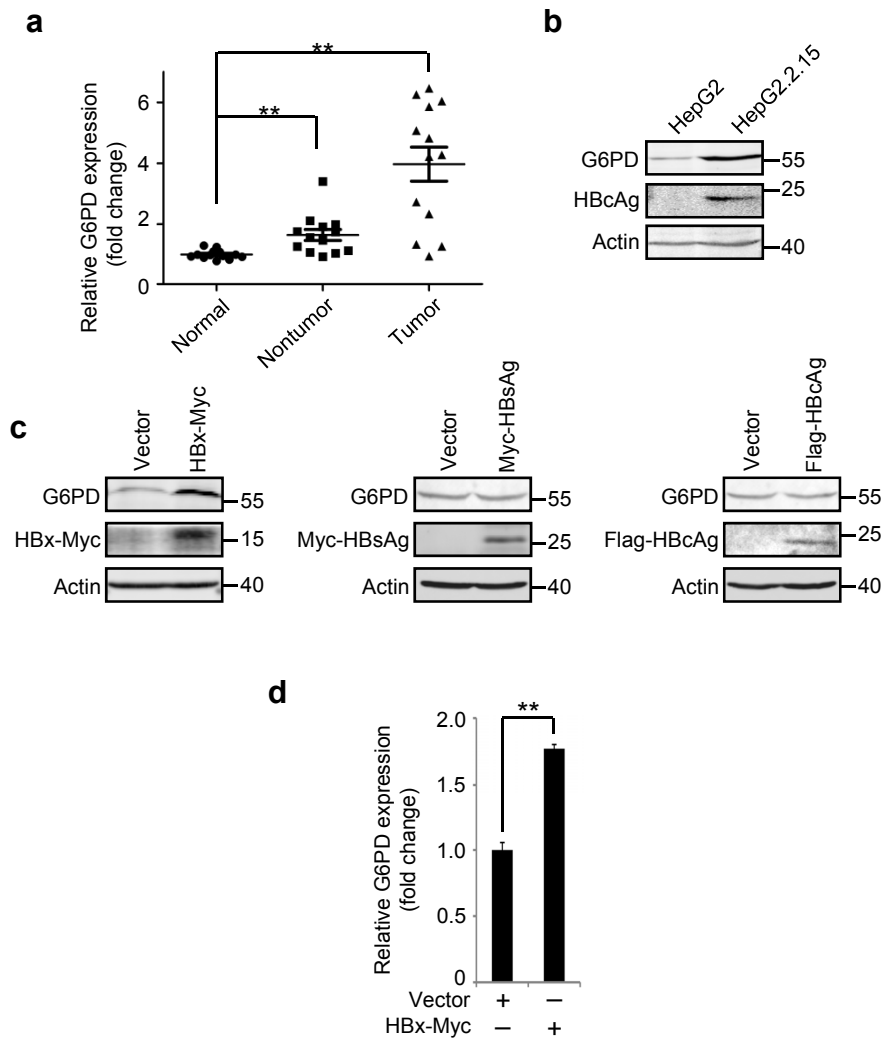 a
**
**
Relative G6PD expression
(fold change)
6
4
2
0
Normal
Nontumor
Tumor
b
HepG2
HepG2.2.15
G6PD
55
HBcAg
25
Actin
40
c
Vector
HBx-Myc
G6PD
55
HBx-Myc
15
Actin
40
Vector
Myc-HBsAg
G6PD
55
Myc-HBsAg
25
Actin
40
Vector
Flag-HBcAg
G6PD
55
Flag-HBcAg
25
Actin
40
d
**
Relative G6PD expression
(fold change)
2.0
1.5
1.0
0.5
0
Vector + −
HBx-Myc − +